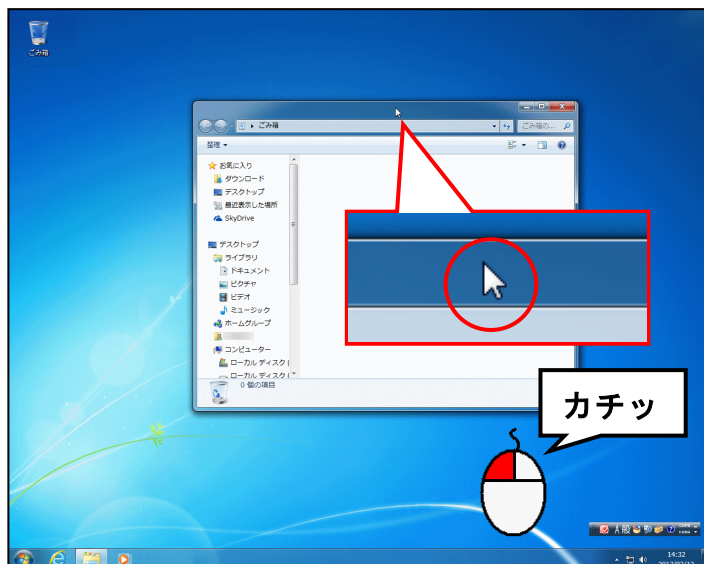 ごみ箱
ごみ箱
ごみ箱の...
整理
お気に入り
ダウンロード
デスクトップ
最近表示した場所
SkyDrive
デスクトップ
ライブラリ
ドキュメント
ピクチャ
ビデオ
ミュージック
ホームグループ
コンピューター
ローカル ディスク (
ローカル ディスク (
0 個の項目
カチッ
A 般
14:32